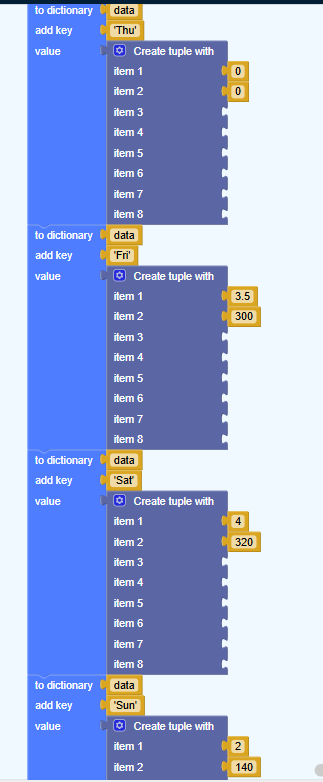 to dictionary data
add key 'Thu'
value Create tuple with
item 1 0
item 2 0
item 3
item 4
item 5
item 6
item 7
item 8
to dictionary data
add key 'Fri'
value Create tuple with
item 1 3.5
item 2 300
item 3
item 4
item 5
item 6
item 7
item 8
to dictionary data
add key 'Sat'
value Create tuple with
item 1 4
item 2 320
item 3
item 4
item 5
item 6
item 7
item 8
to dictionary data
add key 'Sun'
value Create tuple with
item 1 2
item 2 140